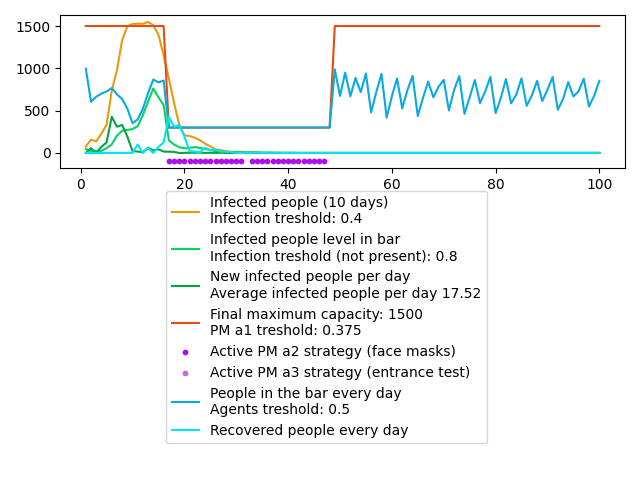 1500
1000
500
0
0 20 40 60 80 100
Infected people (10 days)
Infection treshold: 0.4
Infected people level in bar
Infection treshold (not present): 0.8
New infected people per day
Average infected people per day 17.52
Final maximum capacity: 1500
PM a1 treshold: 0.375
Active PM a2 strategy (face masks)
Active PM a3 strategy (entrance test)
People in the bar every day
Agents treshold: 0.5
Recovered people every day